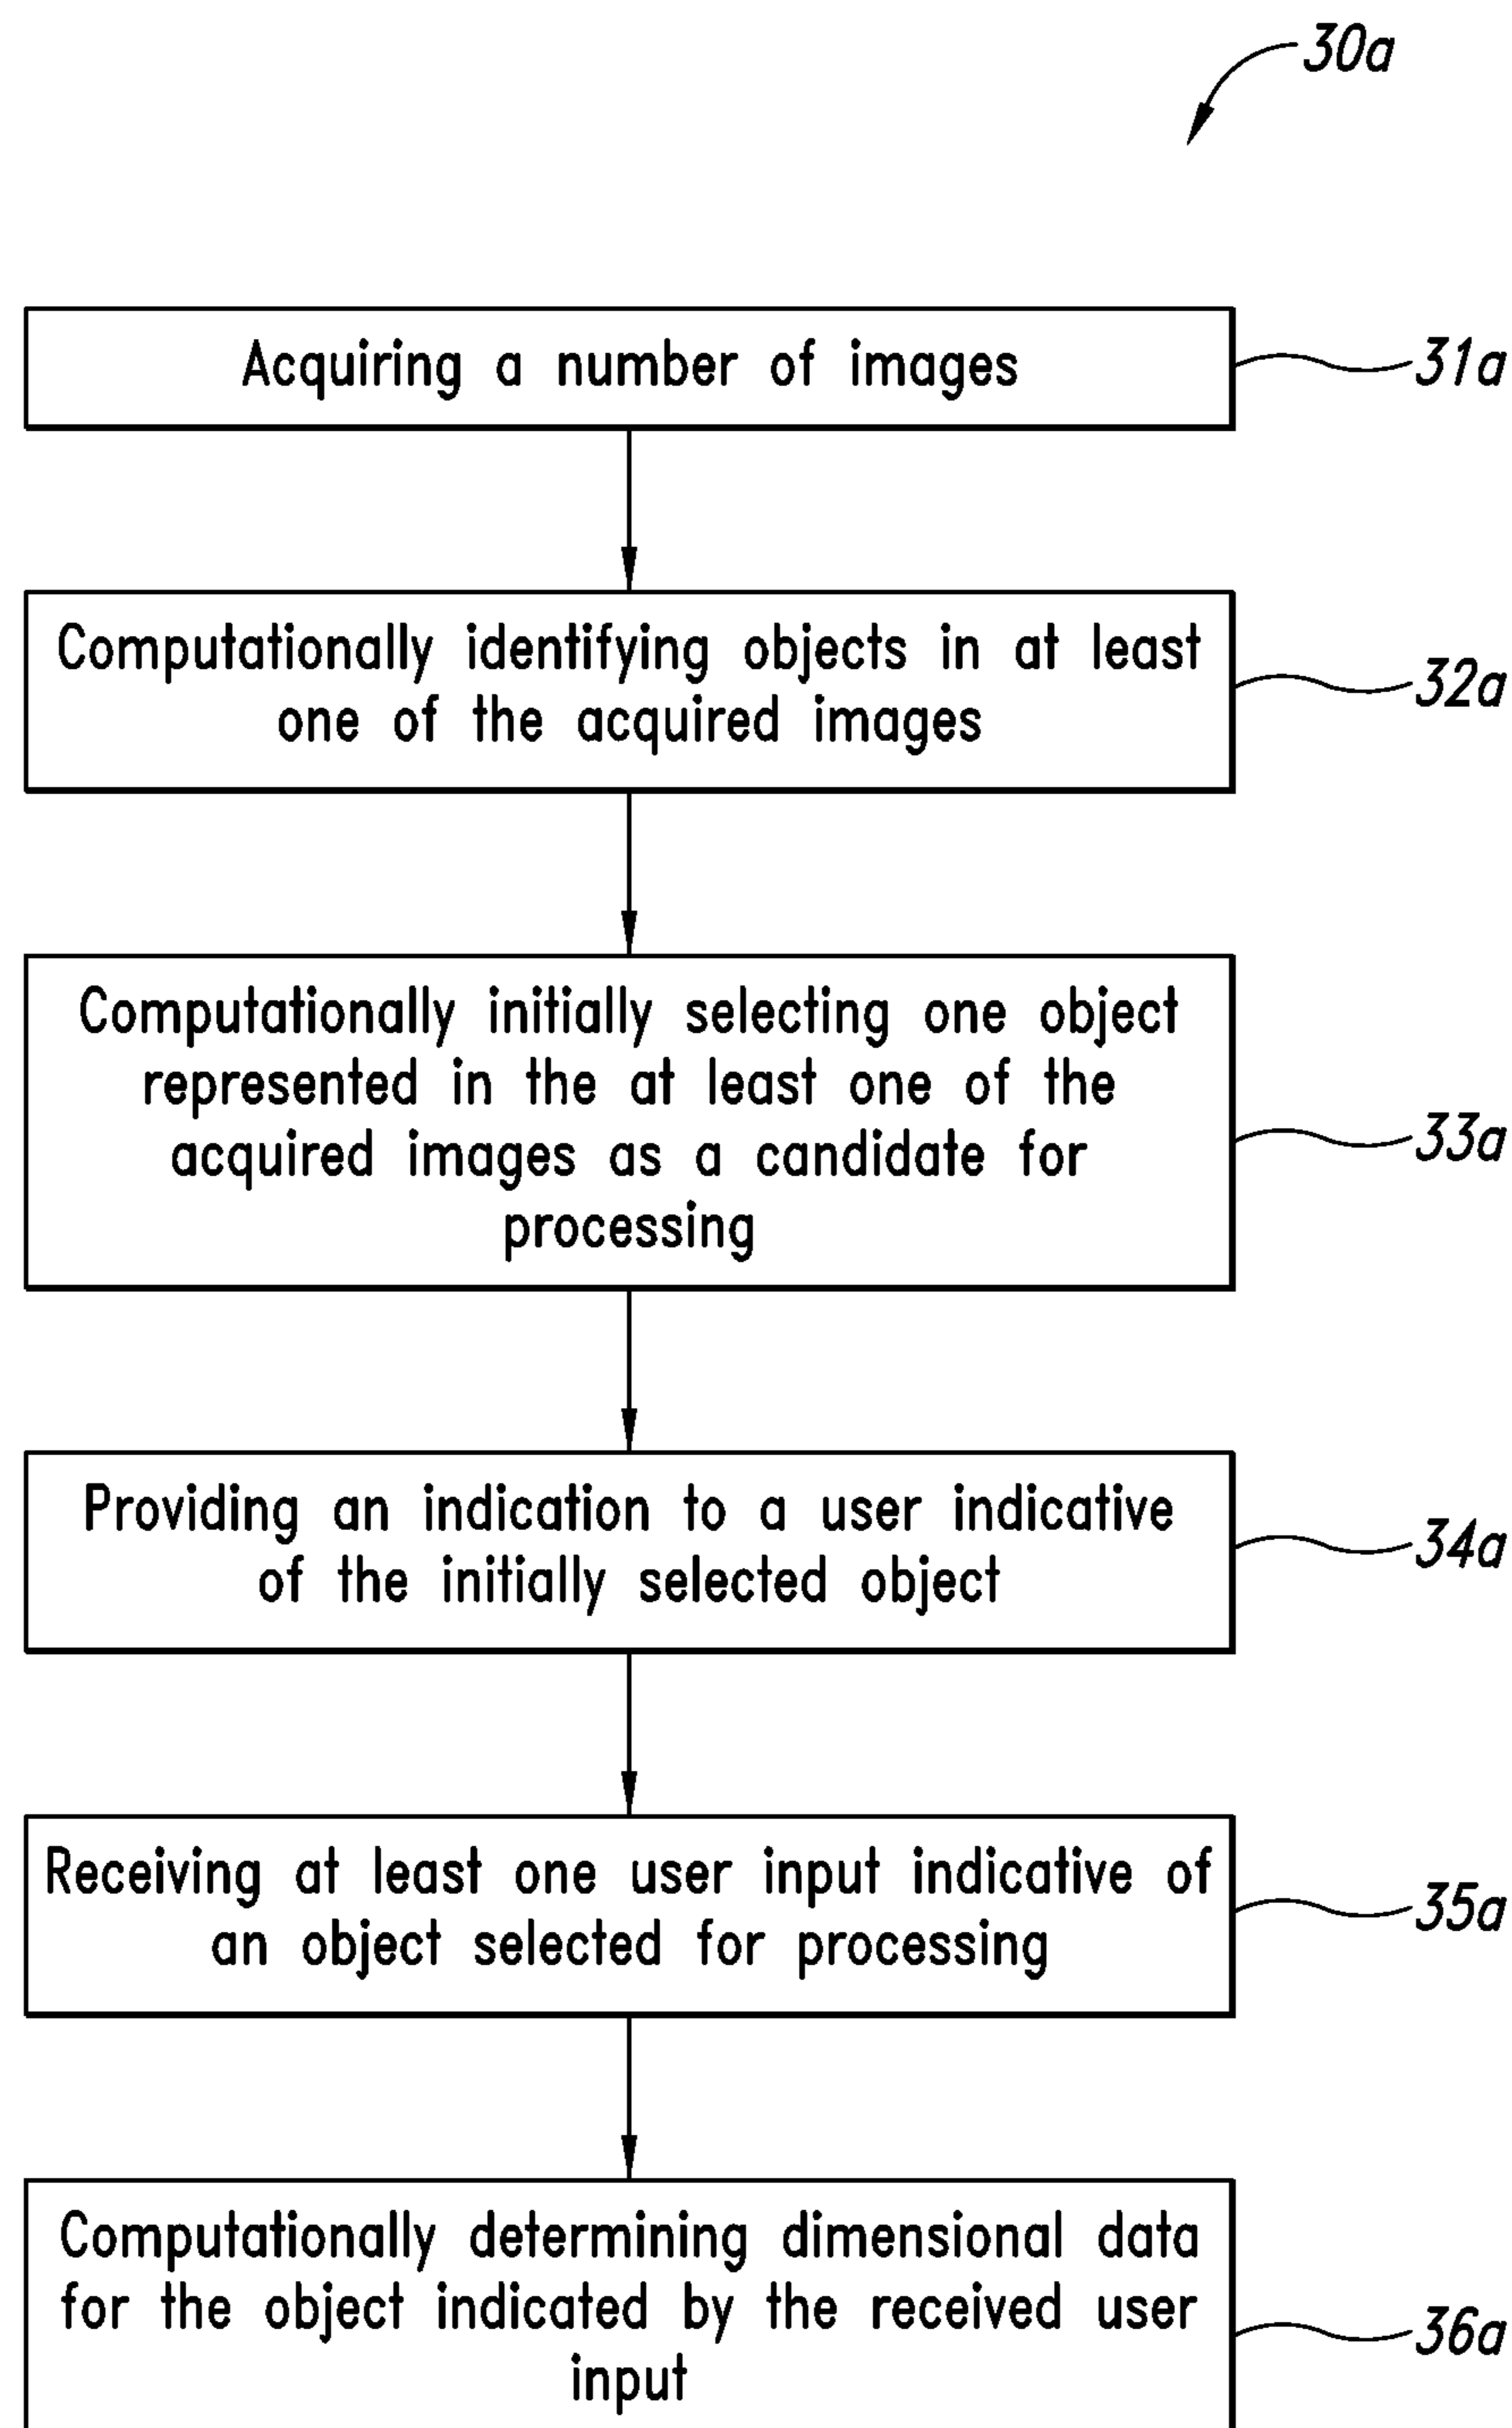 30a
Acquiring a number of images
31a
Computationally identifying objects in at least
one of the acquired images
32a
Computationally initially selecting one object
represented in the at least one of the
acquired images as a candidate for
processing
33a
Providing an indication to a user indicative
of the initially selected object
34a
Receiving at least one user input indicative of
an object selected for processing
35a
Computationally determining dimensional data
for the object indicated by the received user
input
36a